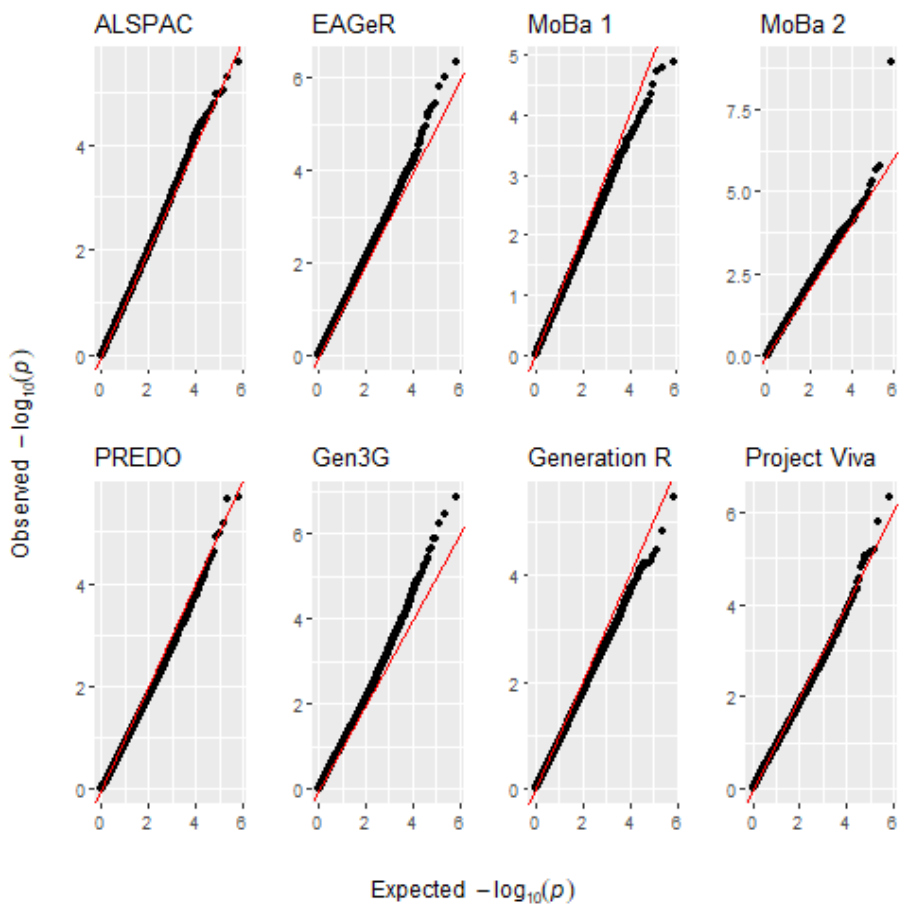 ALSPAC EAGeR MoBa 1 MoBa 2
4 2 0
0 2 4 6
6 4 2 0
0 2 4 6
5 4 3 2 1 0
0 2 4 6
7.5 5.0 2.5 0.0
0 2 4 6
Observed −log10(p)
PREDO Gen3G Generation R Project Viva
4 2 0
0 2 4 6
6 4 2 0
0 2 4 6
4 2 0
0 2 4 6
6 4 2 0
0 2 4 6
Expected −log10(p)